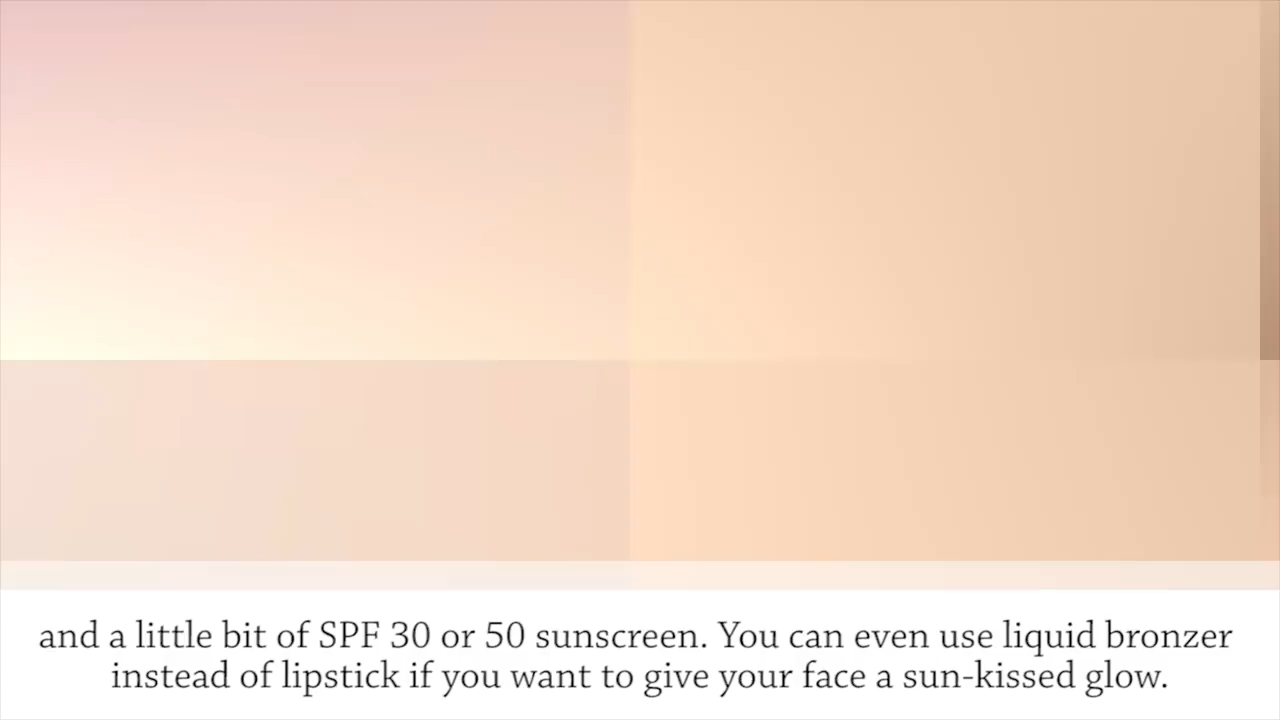 and a little bit of SPF 30 or 50 sunscreen. You can even use liquid bronzer
instead of lipstick if you want to give your face a sun-kissed glow.